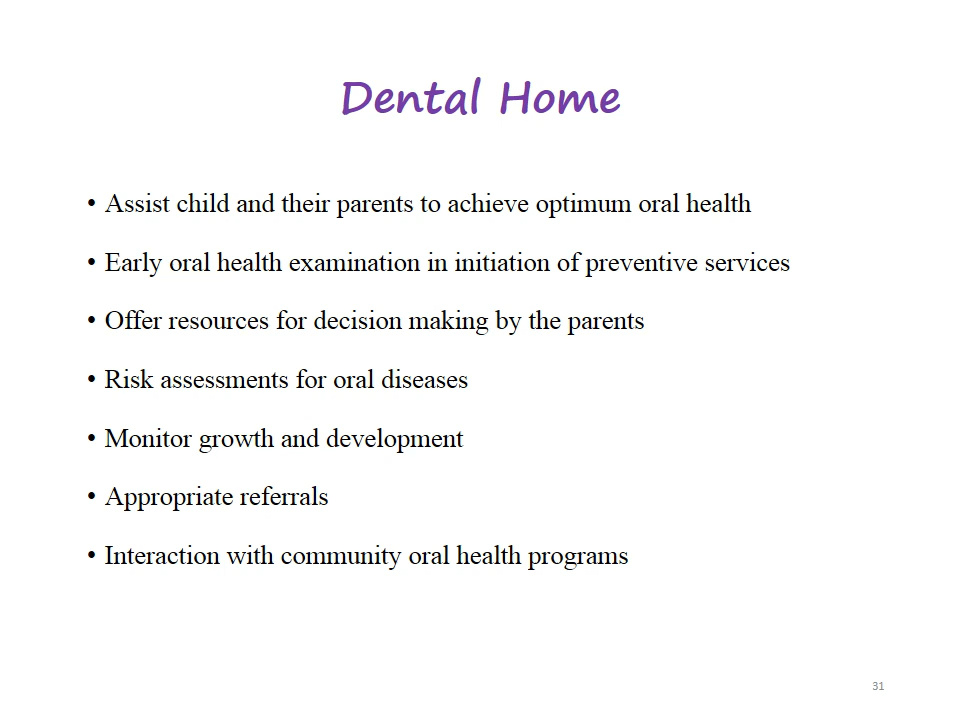 Dental Home
• Assist child and their parents to achieve optimum oral health
• Early oral health examination in initiation of preventive services
• Offer resources for decision making by the parents
• Risk assessments for oral diseases
• Monitor growth and development
• Appropriate referrals
• Interaction with community oral health programs
31